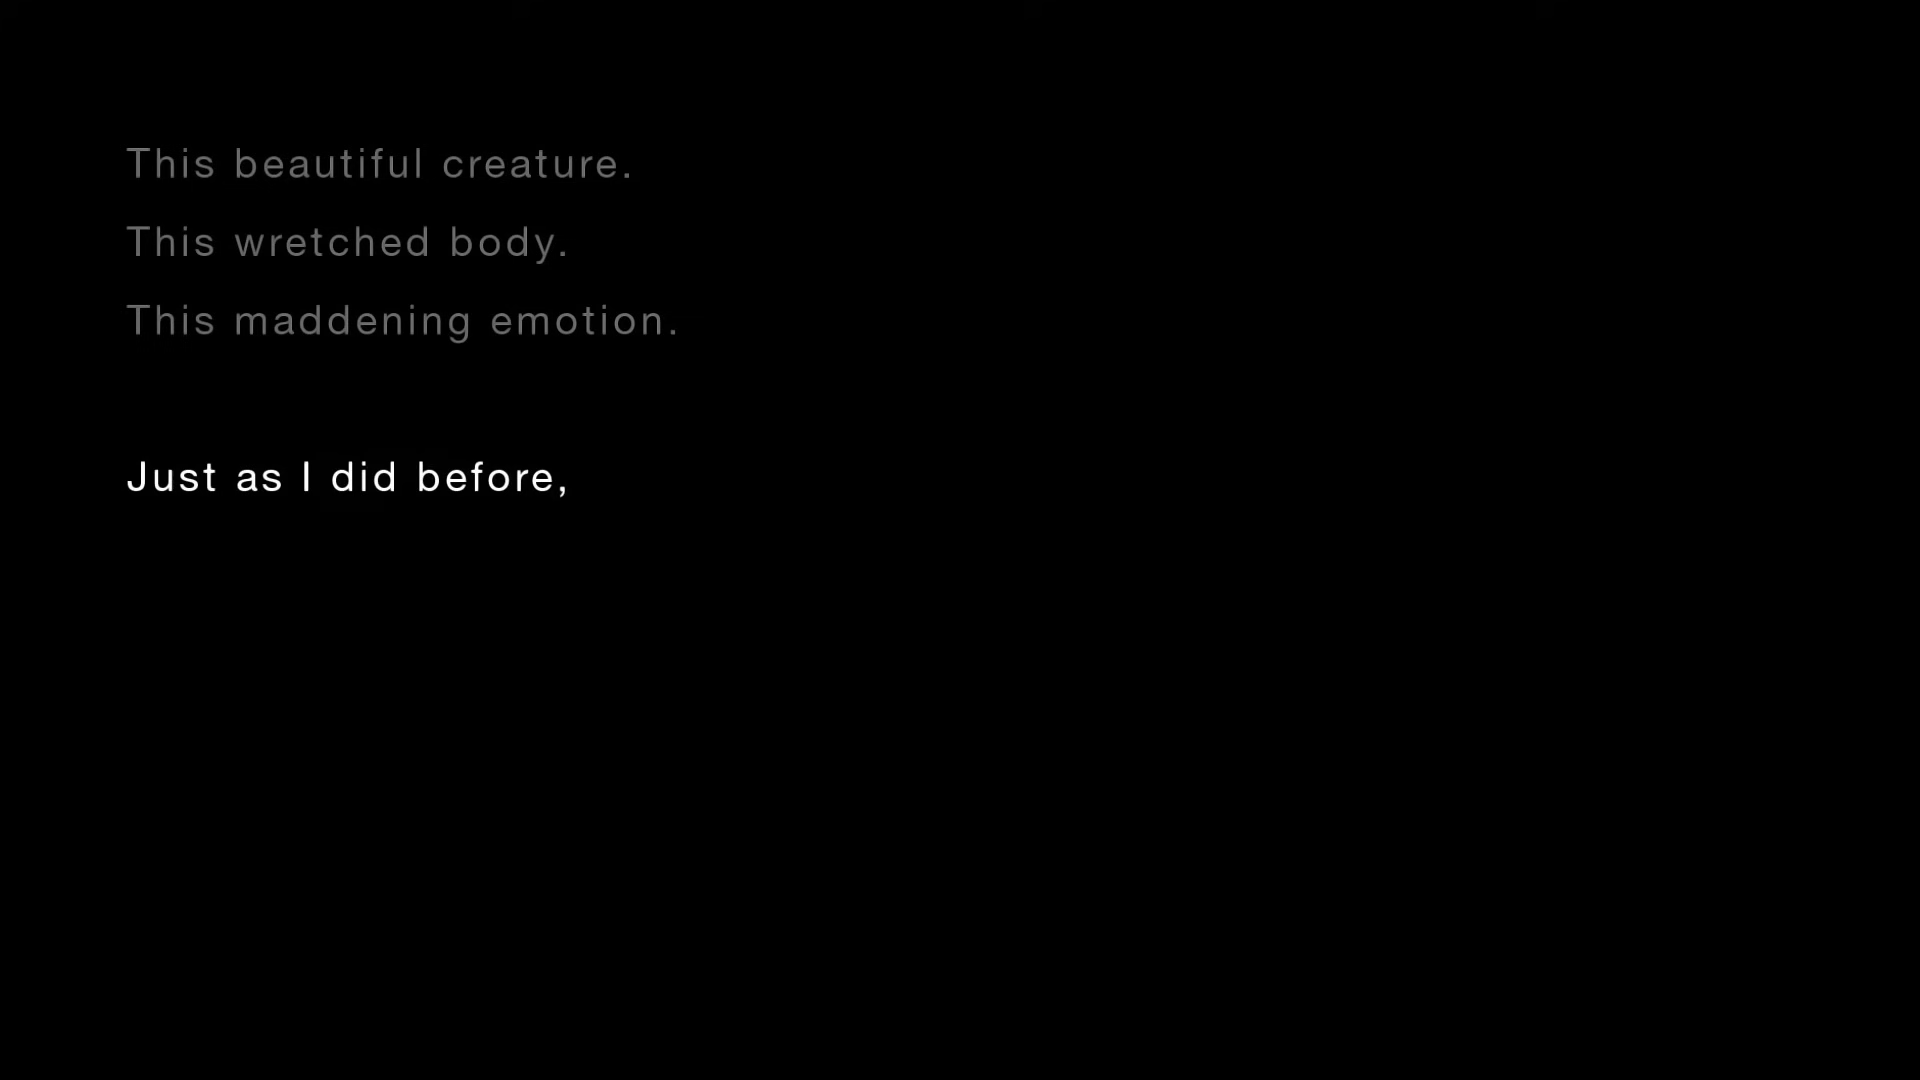 This beautiful creature.
This wretched body.
This maddening emotion.
Just as I did before,